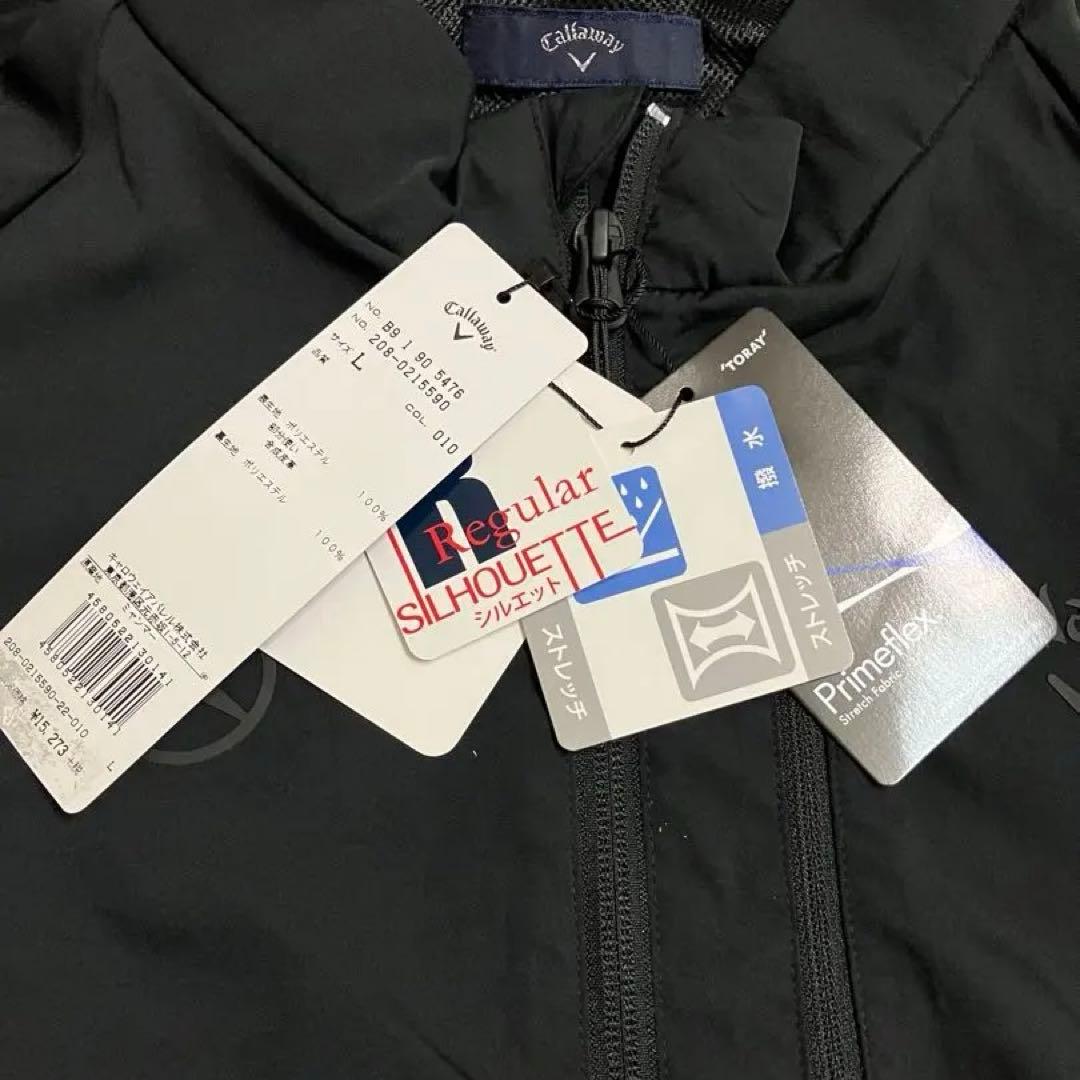 Callaway
Callaway
NO. B9 1 90 5476
NO. 208-0215590
サイズ L
COL. 010
品質
表生地 ポリエステル 100%
部分使い
合成皮革
裏生地 ポリエステル 100%
キャロウェイアパレル株式会社
原産地 ミャンマー
4580522130141
4580522130141
208-0215590-22-010
L
¥15,273+税
Regular
SILHOUETTE
シルエット
撥水
ストレッチ
ストレッチ
'TORAY'
Primeflex
Stretch Fabric